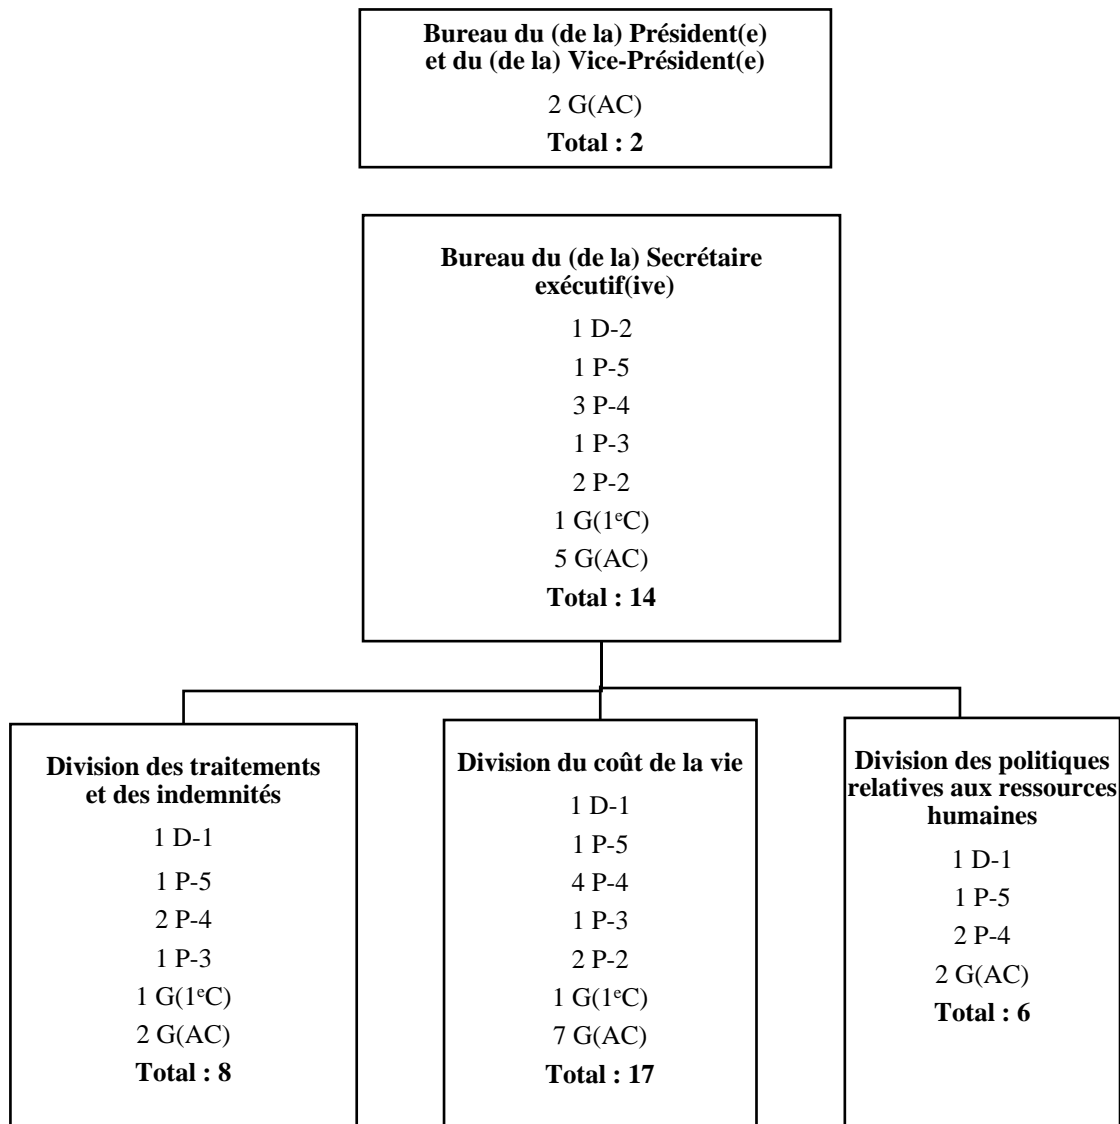 Bureau du (de la) Président(e)
et du (de la) Vice-Président(e)
2 G(AC)
Total : 2
Bureau du (de la) Secrétaire
exécutif(ive)
1 D-2
1 P-5
3 P-4
1 P-3
2 P-2
1 G(1ᵉC)
5 G(AC)
Total : 14
Division des traitements
et des indemnités
1 D-1
1 P-5
2 P-4
1 P-3
1 G(1ᵉC)
2 G(AC)
Total : 8
Division du coût de la vie
1 D-1
1 P-5
4 P-4
1 P-3
2 P-2
1 G(1ᵉC)
7 G(AC)
Total : 17
Division des politiques
relatives aux ressources
humaines
1 D-1
1 P-5
2 P-4
2 G(AC)
Total : 6